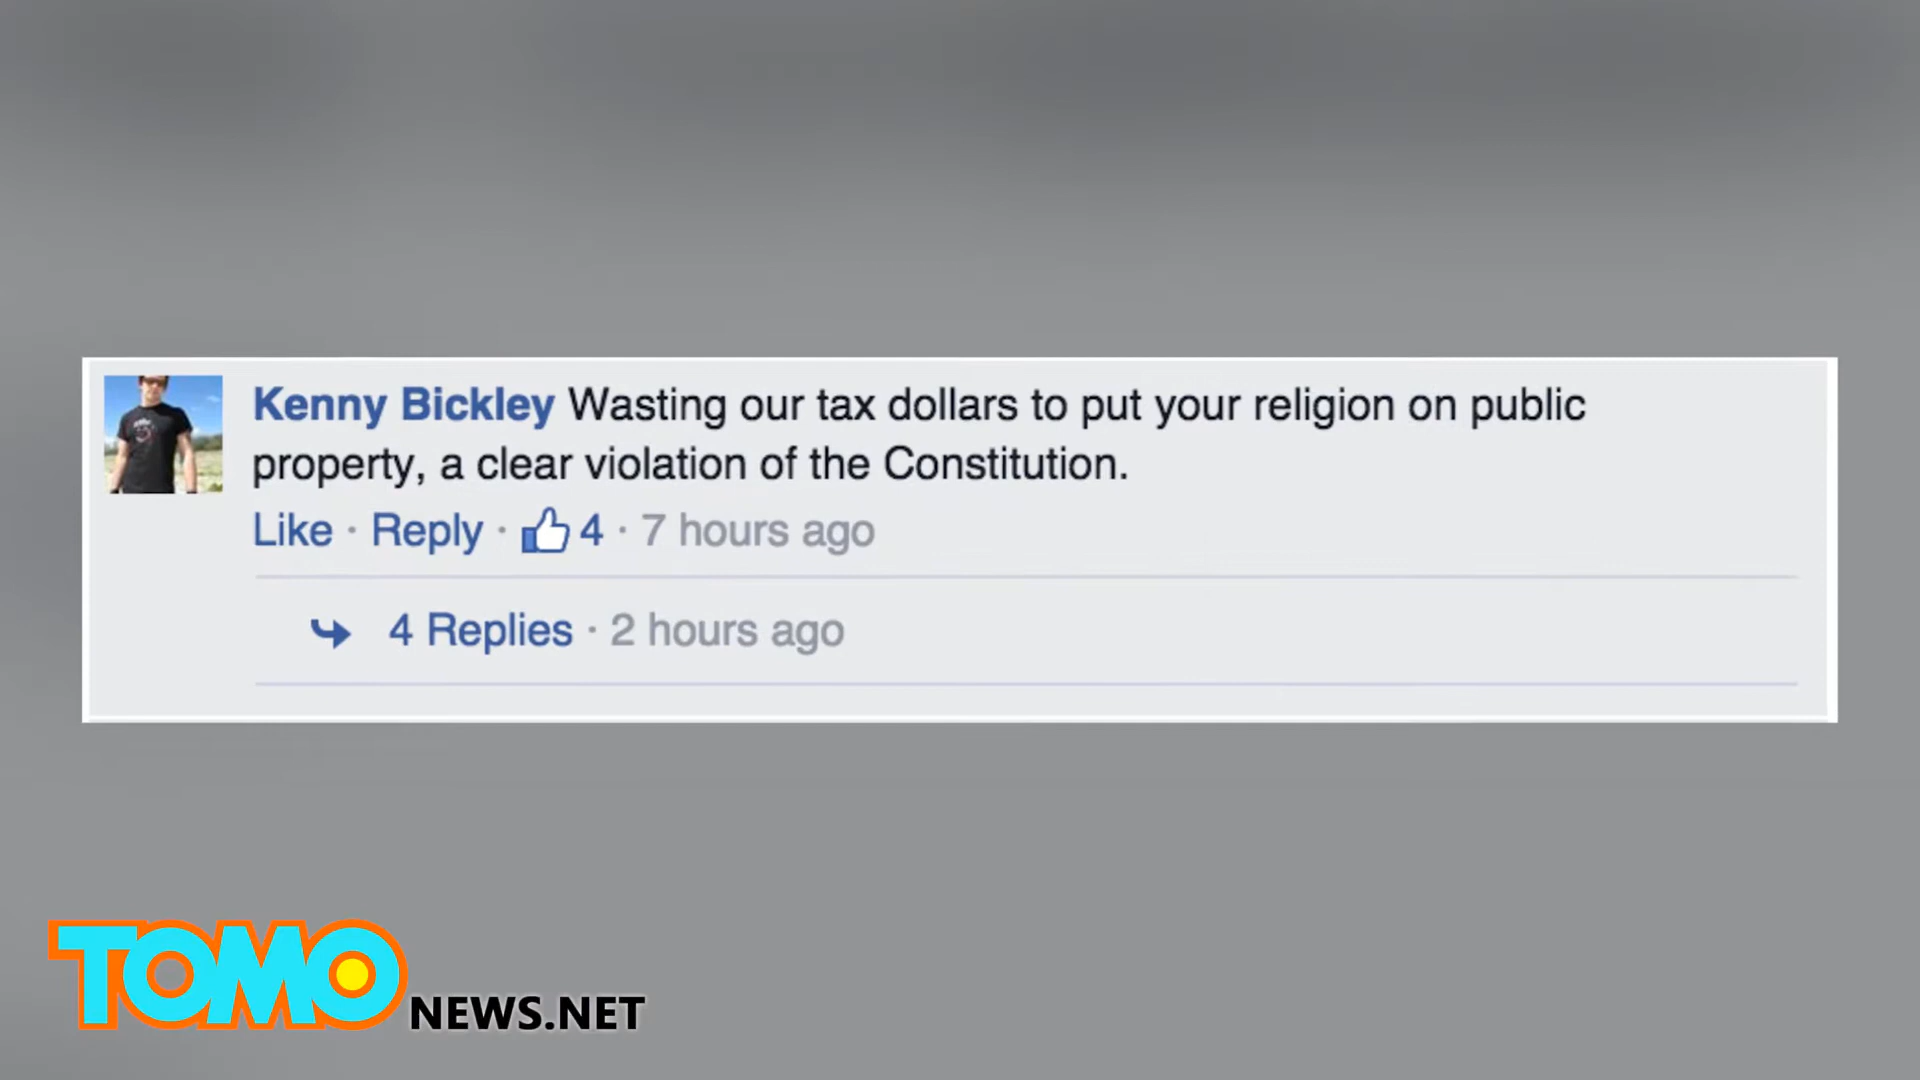 Kenny Bickley Wasting our tax dollars to put your religion on public
property, a clear violation of the Constitution.
Like · Reply · 4 · 7 hours ago
4 Replies · 2 hours ago
TOMO NEWS.NET